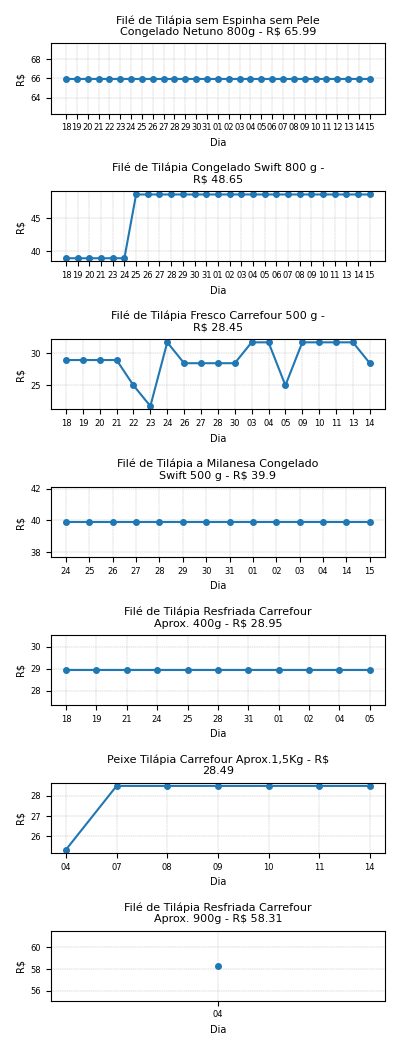 Filé de Tilápia sem Espinha sem Pele
Congelado Netuno 800g - R$ 65.99
68
66
64
R$
18 19 20 21 22 23 24 25 26 27 28 29 30 31 01 02 03 04 05 06 07 08 09 10 11 12 13 14 15
Dia
Filé de Tilápia Congelado Swift 800 g -
R$ 48.65
45
40
R$
18 19 20 21 22 23 24 25 26 27 28 29 30 31 01 02 03 04 05 06 07 08 09 10 11 13 14 15
Dia
Filé de Tilápia Fresco Carrefour 500 g -
R$ 28.45
30
25
R$
18 19 20 21 22 23 24 26 27 28 30 03 04 05 09 10 11 13 14
Dia
Filé de Tilápia a Milanesa Congelado
Swift 500 g - R$ 39.9
42
40
38
R$
24 25 26 27 28 29 30 31 01 02 03 04 14 15
Dia
Filé de Tilápia Resfriada Carrefour
Aprox. 400g - R$ 28.95
30
29
28
R$
18 19 21 24 25 28 31 01 02 04 05
Dia
Peixe Tilápia Carrefour Aprox.1,5Kg - R$
28.49
28
27
26
R$
04 07 08 09 10 11 14
Dia
Filé de Tilápia Resfriada Carrefour
Aprox. 900g - R$ 58.31
60
58
56
R$
04
Dia